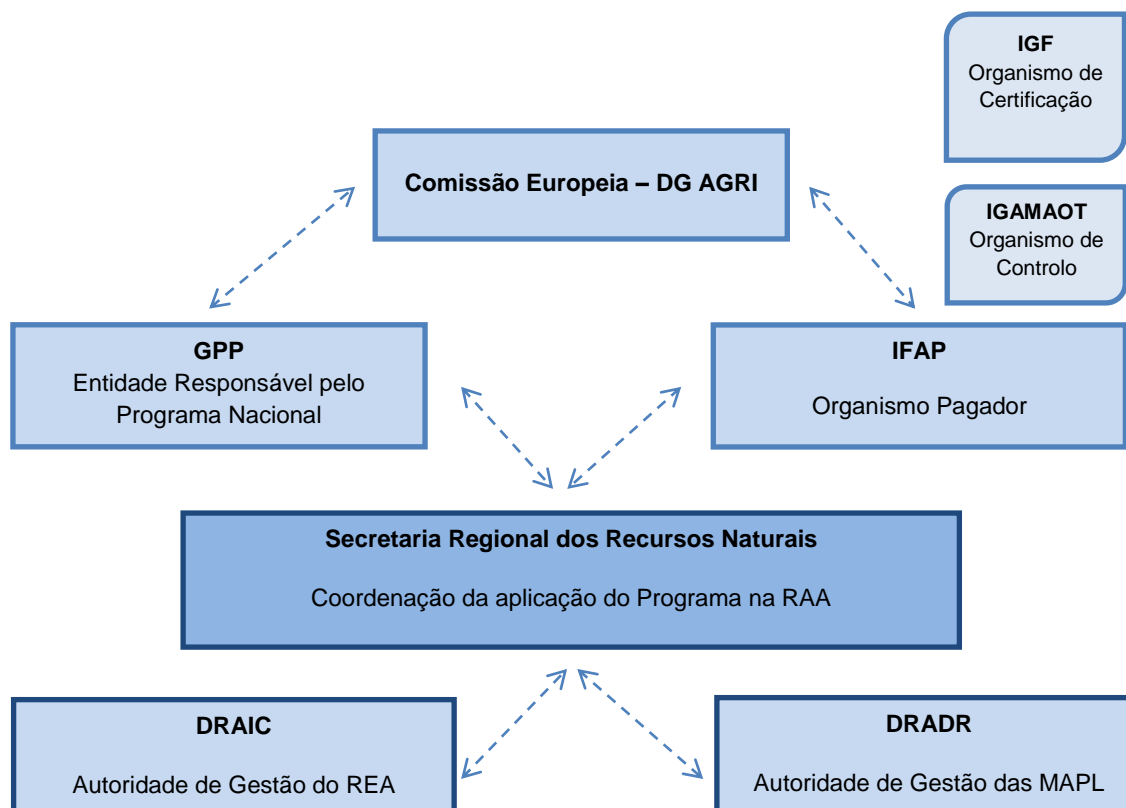 IGF
Organismo de
Certificação
Comissão Europeia – DG AGRI
IGAMAOT
Organismo de
Controlo
GPP
Entidade Responsável pelo
Programa Nacional
IFAP
Organismo Pagador
Secretaria Regional dos Recursos Naturais
Coordenação da aplicação do Programa na RAA
DRAIC
Autoridade de Gestão do REA
DRADR
Autoridade de Gestão das MAPL